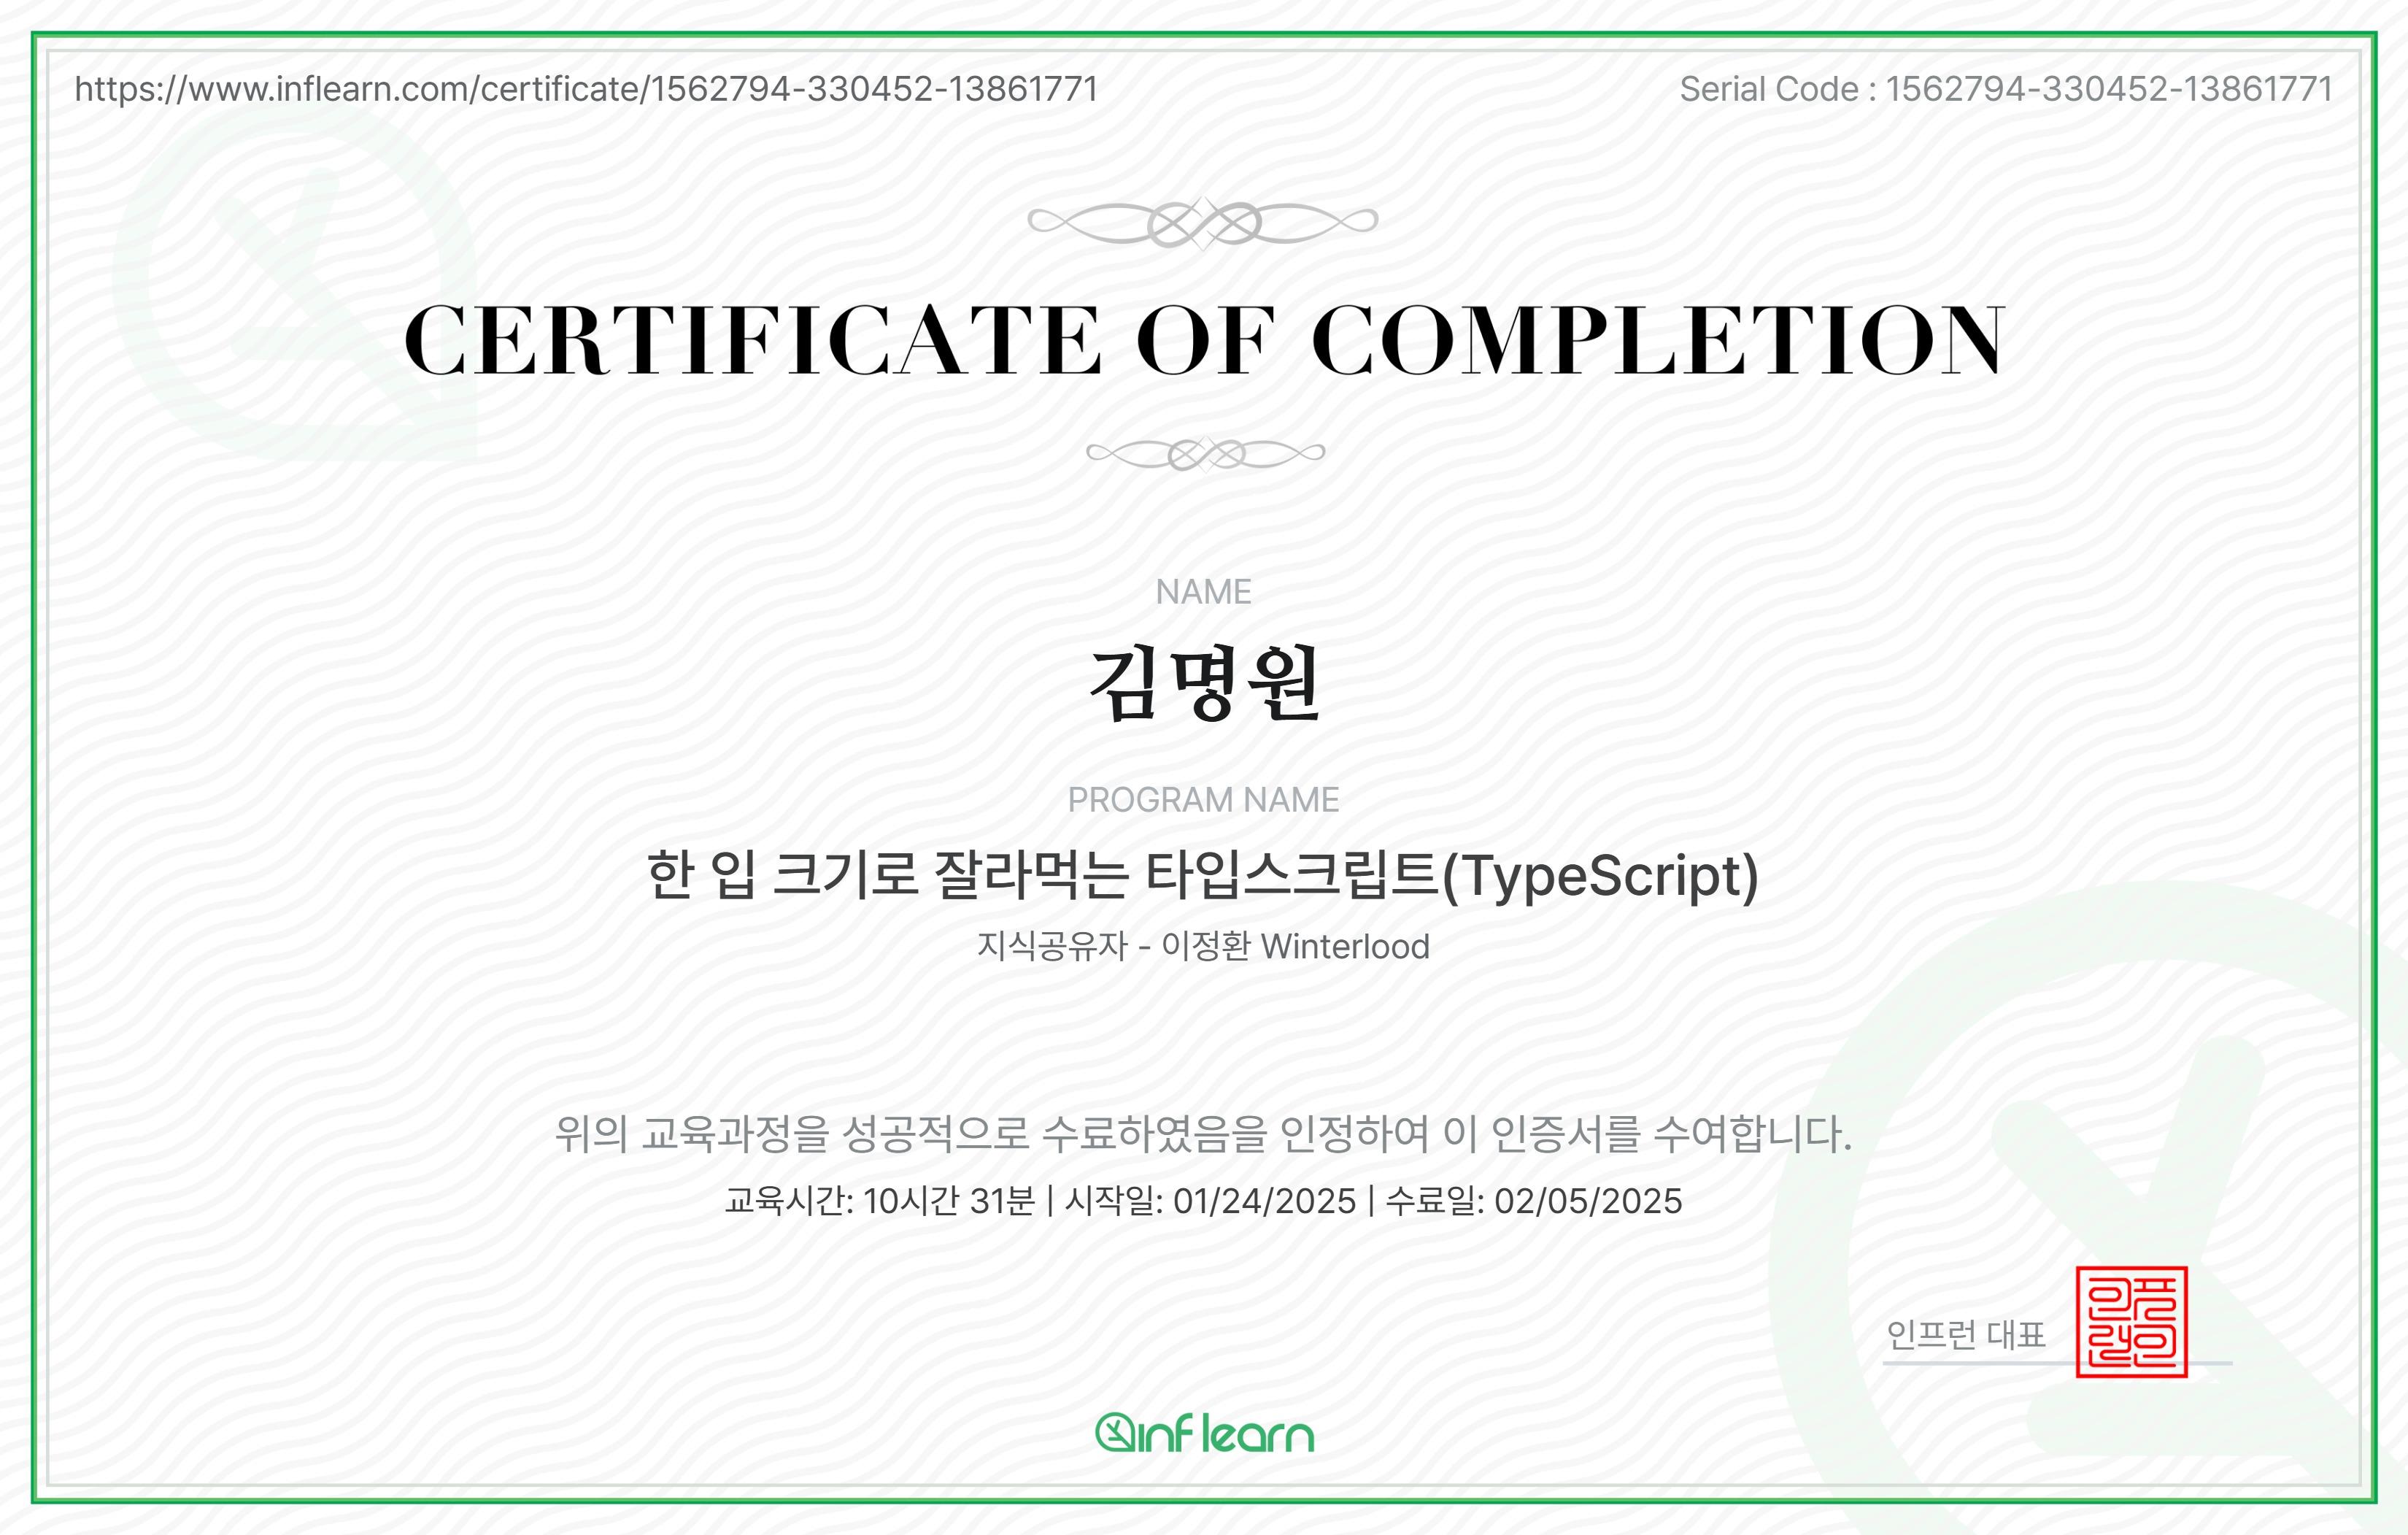 https://www.inflearn.com/certificate/1562794-330452-13861771
Serial Code : 1562794-330452-13861771
CERTIFICATE OF COMPLETION
NAME
김명원
PROGRAM NAME
한 입 크기로 잘라먹는 타입스크립트(TypeScript)
지식공유자 - 이정환 Winterlood
위의 교육과정을 성공적으로 수료하였음을 인정하여 이 인증서를 수여합니다.
교육시간: 10시간 31분 | 시작일: 01/24/2025 | 수료일: 02/05/2025
인프런 대표
inflearn